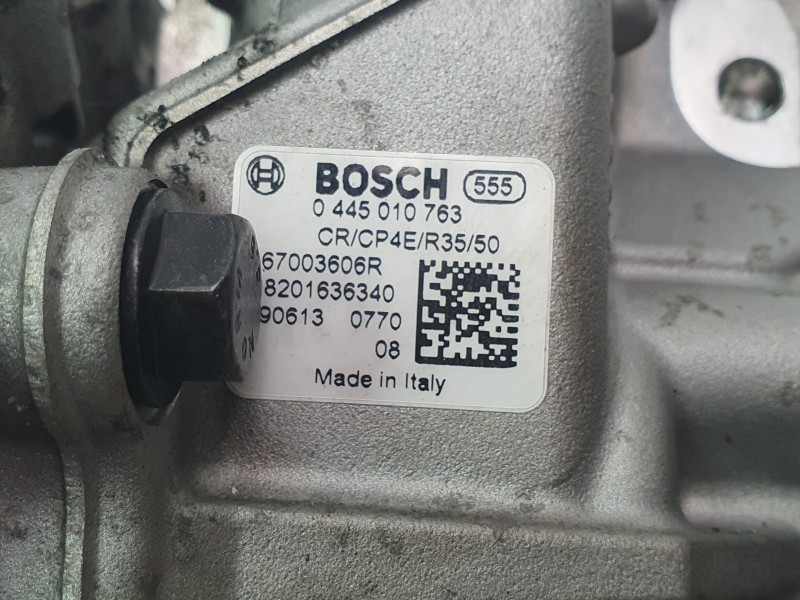 BOSCH 555
0 445 010 763
CR/CP4E/R35/50
67003606R
8201636340
90613 0770
08
Made in Italy